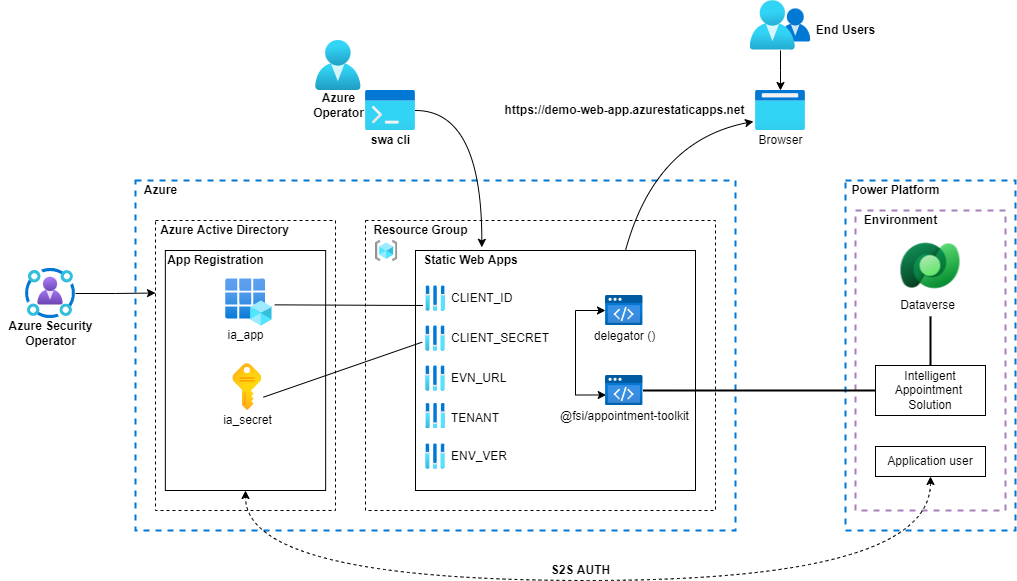 End Users
Azure
Operator
swa cli
https://demo-web-app.azurestaticapps.net
Browser
Azure
Power Platform
Azure Active Directory
Resource Group
Environment
App Registration
Static Web Apps
Dataverse
ia_app
ia_secret
CLIENT_ID
CLIENT_SECRET
EVN_URL
TENANT
ENV_VER
delegator ()
@fsi/appointment-toolkit
Azure Security
Operator
Intelligent
Appointment
Solution
Application user
S2S AUTH